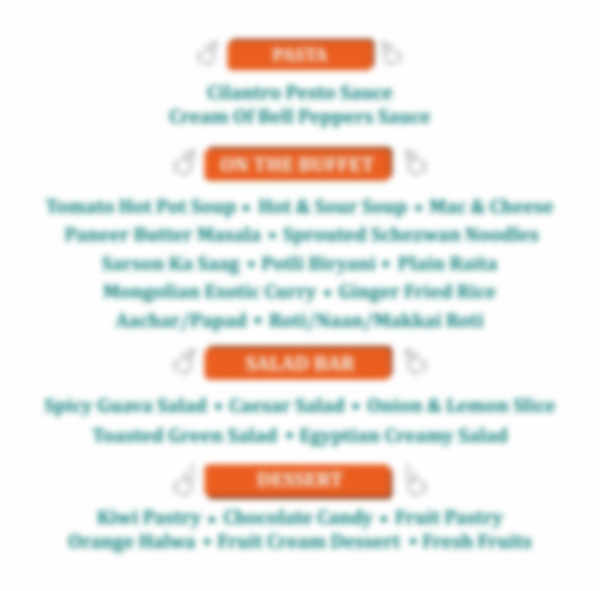 PASTA
Cilantro Pesto Sauce
Cream Of Bell Peppers Sauce
ON THE BUFFET
Tomato Hot Pot Soup • Hot & Sour Soup • Mac & Cheese
Paneer Butter Masala • Sprouted Schezwan Noodles
Sarson Ka Saag • Potli Biryani • Plain Raita
Mongolian Exotic Curry • Ginger Fried Rice
Aachar/Papad • Roti/Naan/Makkai Roti
SALAD BAR
Spicy Guava Salad • Caesar Salad • Onion & Lemon Slice
Toasted Green Salad • Egyptian Creamy Salad
DESSERT
Kiwi Pastry • Chocolate Candy • Fruit Pastry
Orange Halwa • Fruit Cream Dessert • Fresh Fruits